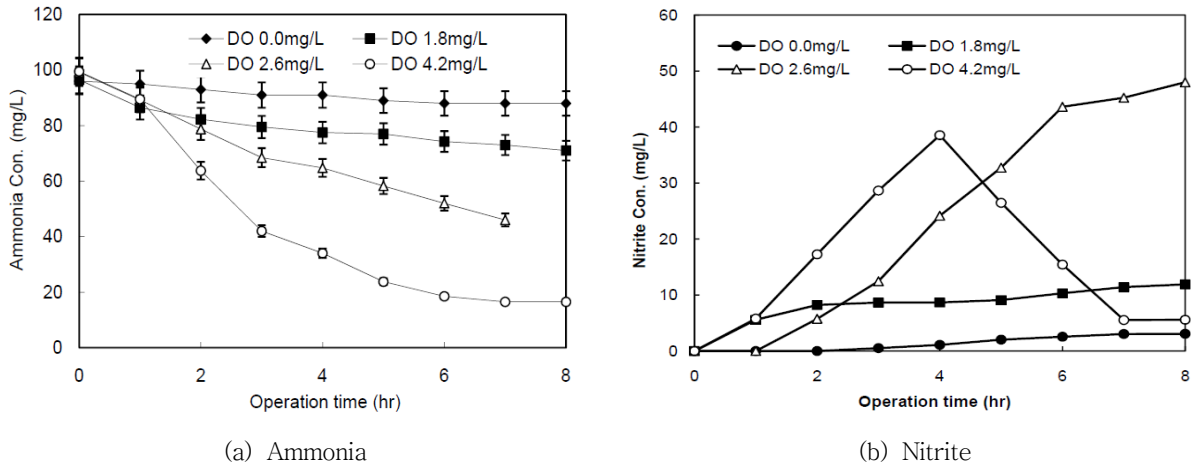 120
100
80
60
40
20
0
0 2 4 6 8
Ammonia Con. (mg/L)
DO 0.0mg/L DO 1.8mg/L
DO 2.6mg/L DO 4.2mg/L
Operation time (hr)
(a) Ammonia
60
50
40
30
20
10
0
0 2 4 6 8
Nitrite Con. (mg/L)
DO 0.0mg/L DO 1.8mg/L
DO 2.6mg/L DO 4.2mg/L
Operation time (hr)
(b) Nitrite